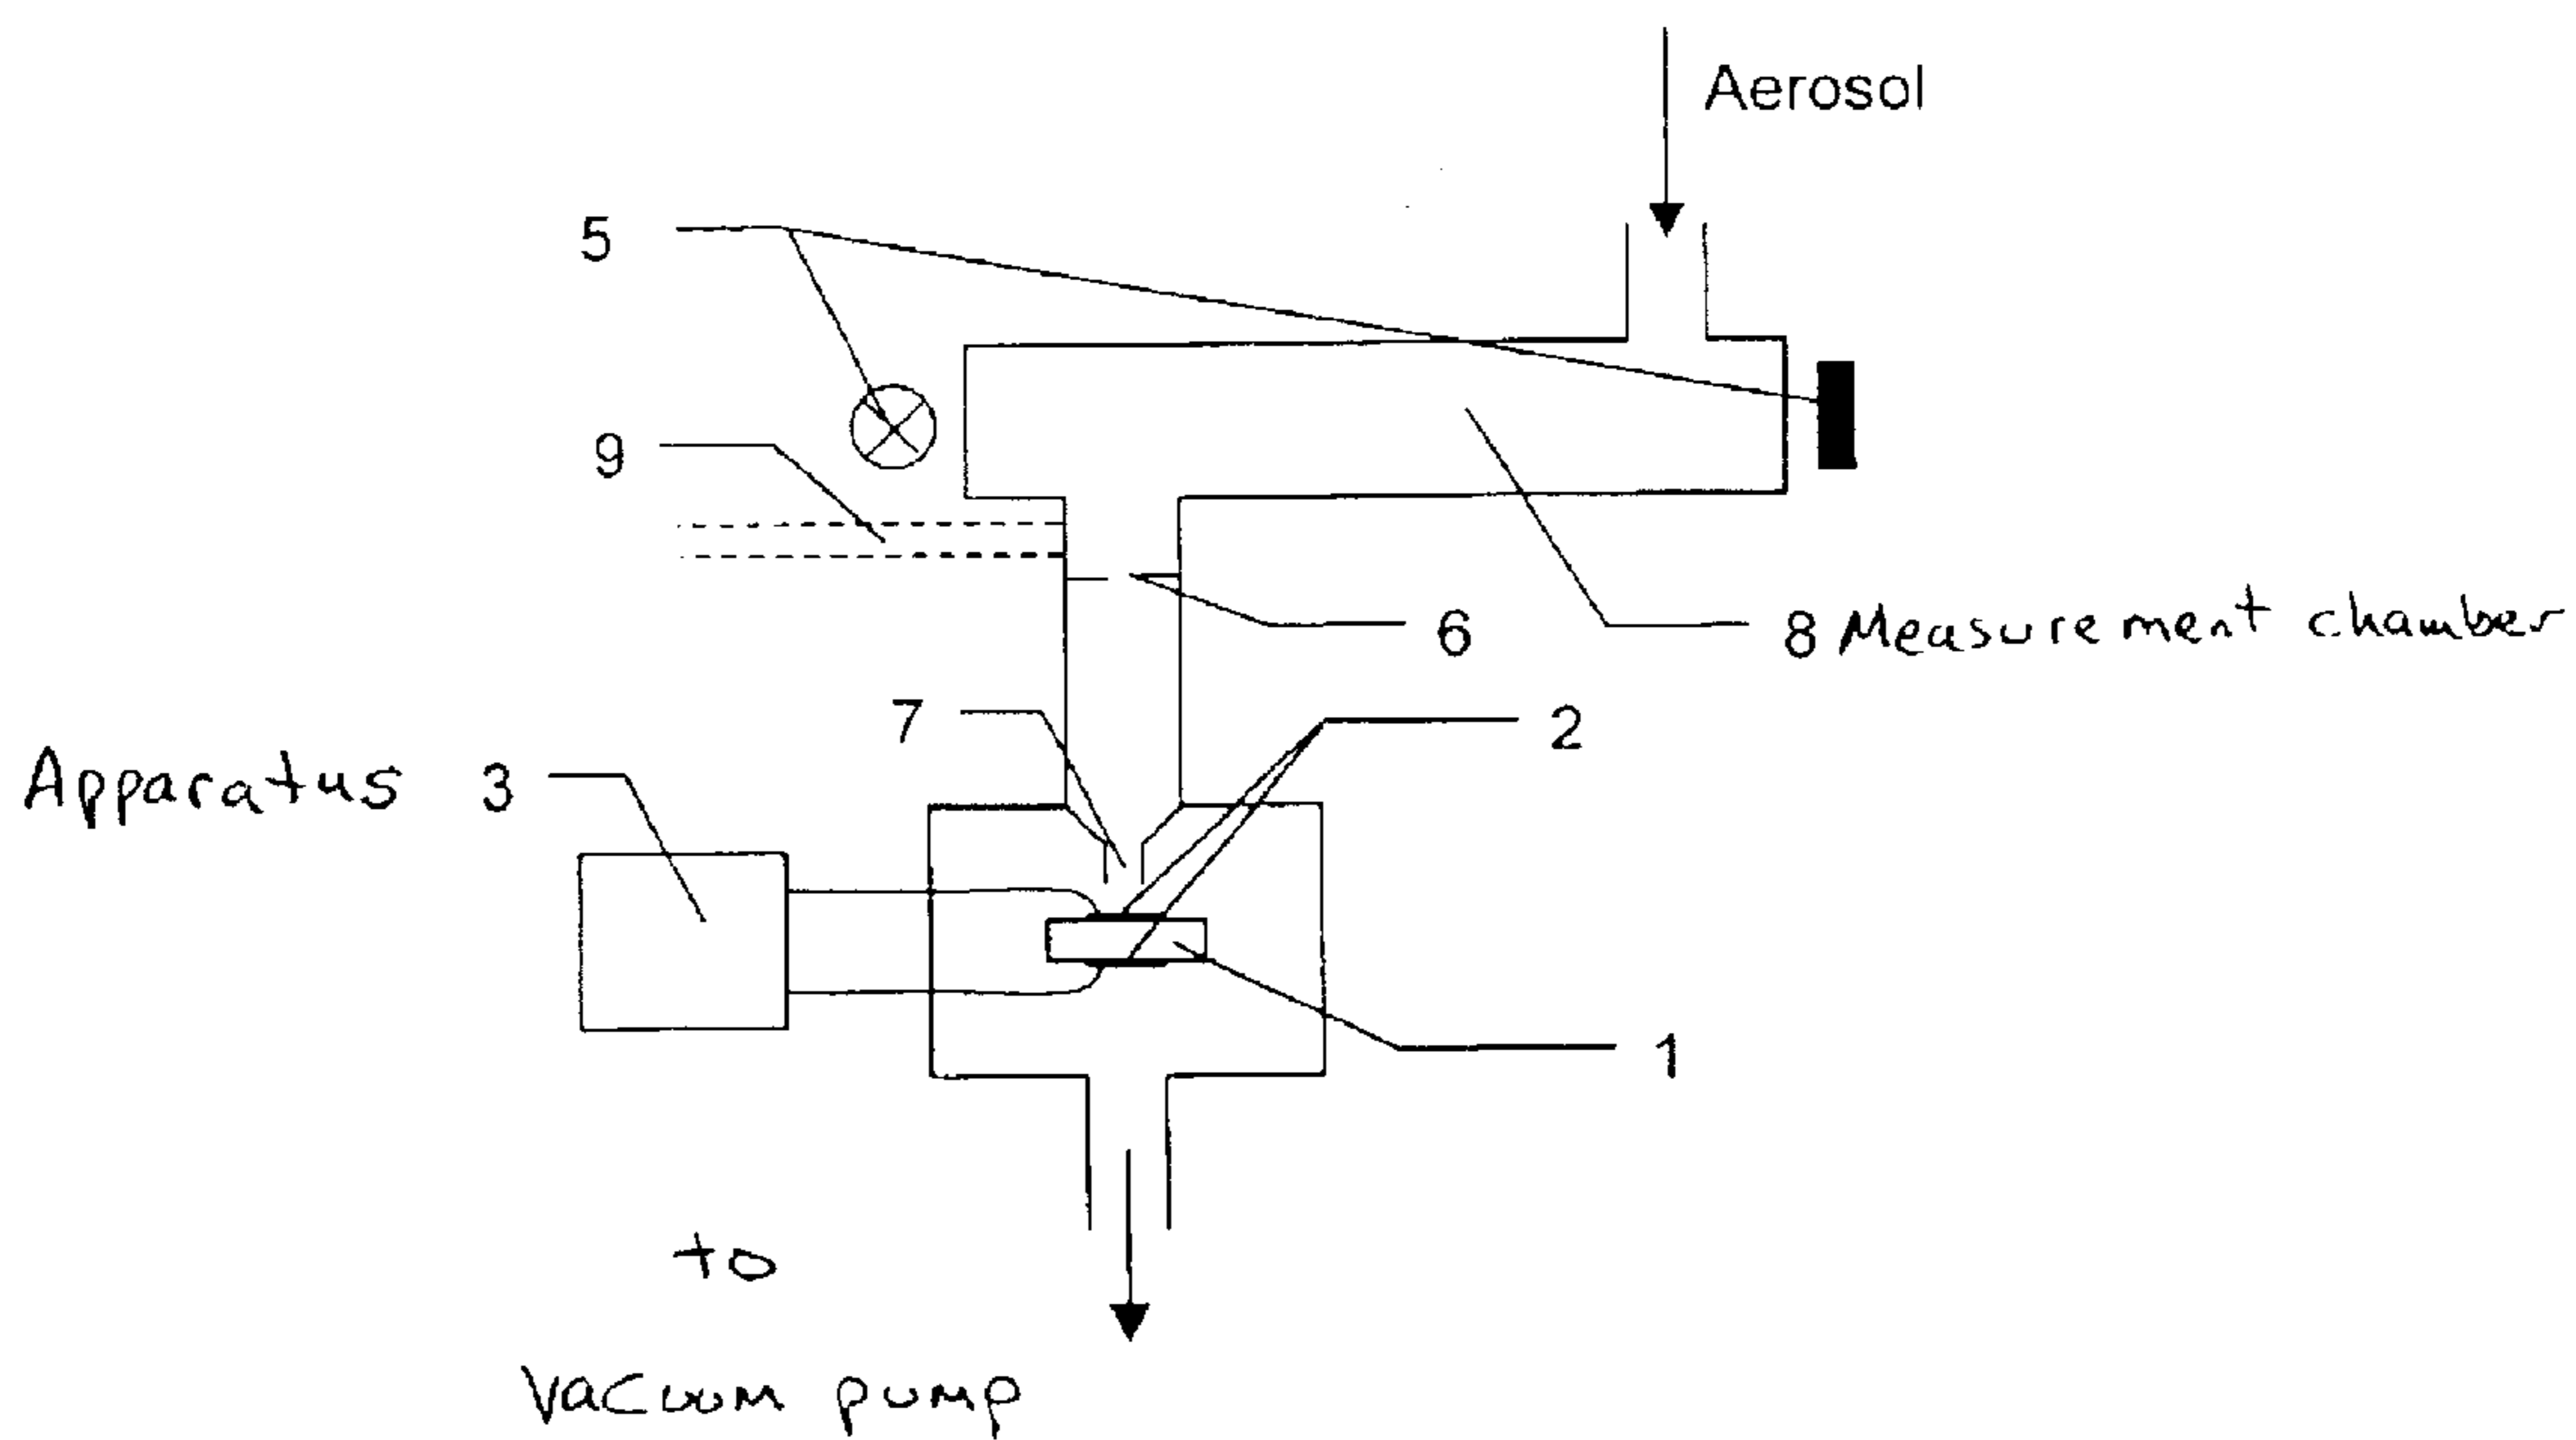 Aerosol
5
9
6
8 Measurement chamber
7
2
Apparatus 3
1
to
Vacuum pump